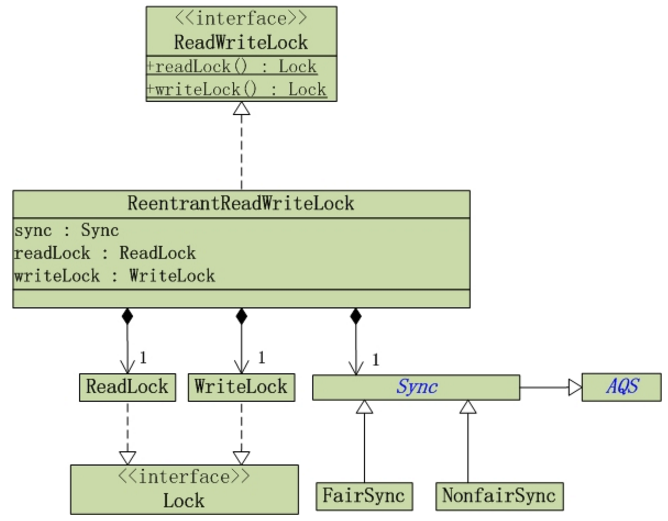 <<interface>>
ReadWriteLock
+readLock() : Lock
+writeLock() : Lock
ReentrantReadWriteLock
sync : Sync
readLock : ReadLock
writeLock : WriteLock
1
1
1
ReadLock
WriteLock
Sync
AQS
<<interface>>
Lock
FairSync
NonfairSync